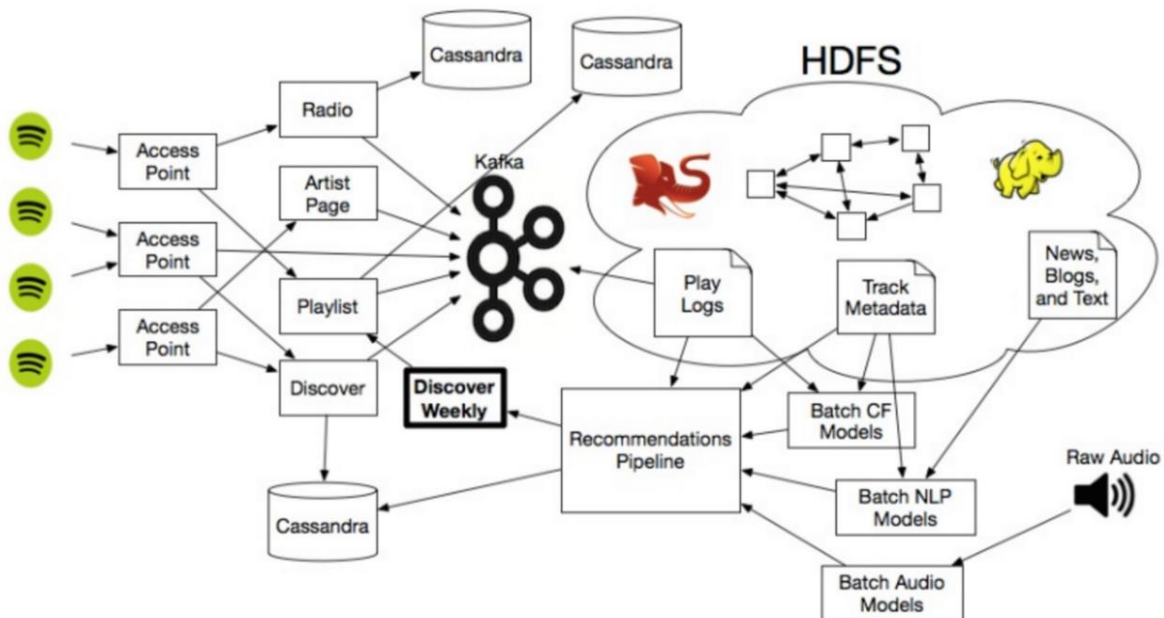 Cassandra
Cassandra
HDFS
Radio
Access
Point
Kafka
Artist
Page
Access
Point
News,
Blogs,
and Text
Play
Logs
Track
Metadata
Playlist
Access
Point
Discover
Discover
Weekly
Batch CF
Models
Recommendations
Pipeline
Raw Audio
Batch NLP
Models
Cassandra
Batch Audio
Models